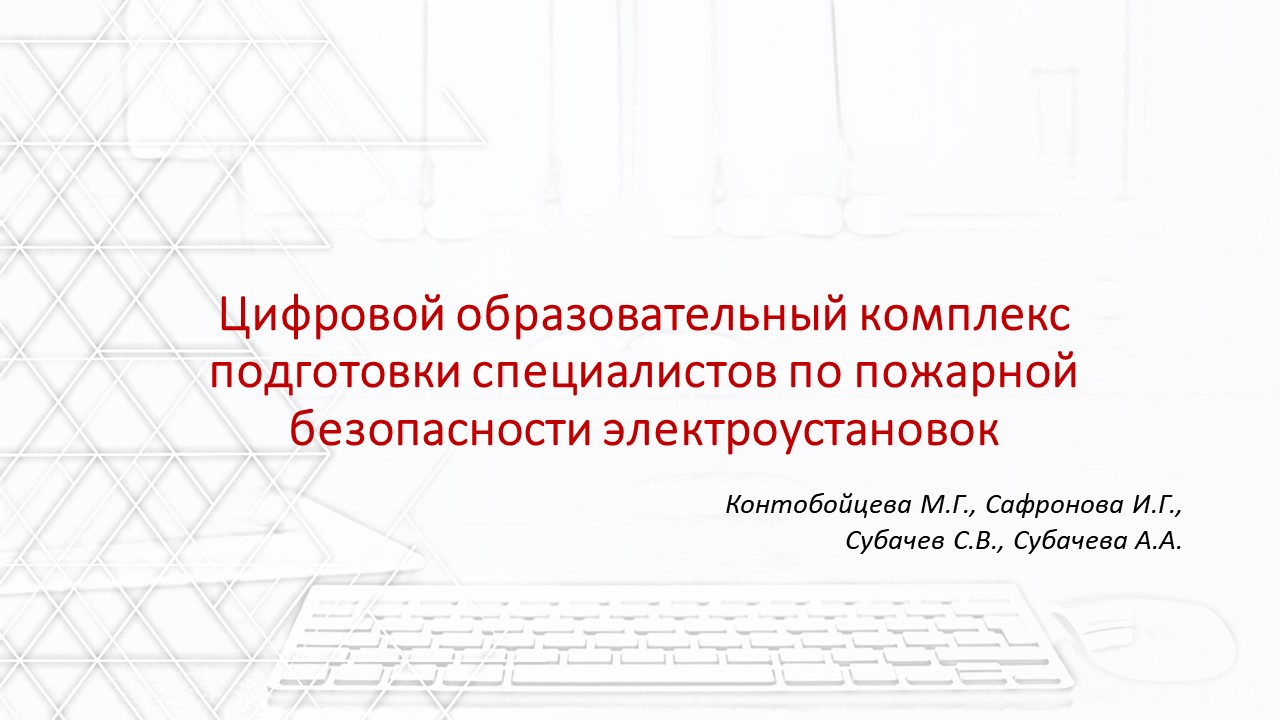 Цифровой образовательный комплекс
подготовки специалистов по пожарной
безопасности электроустановок
Контобойцева М.Г., Сафронова И.Г.,
Субачев С.В., Субачева А.А.